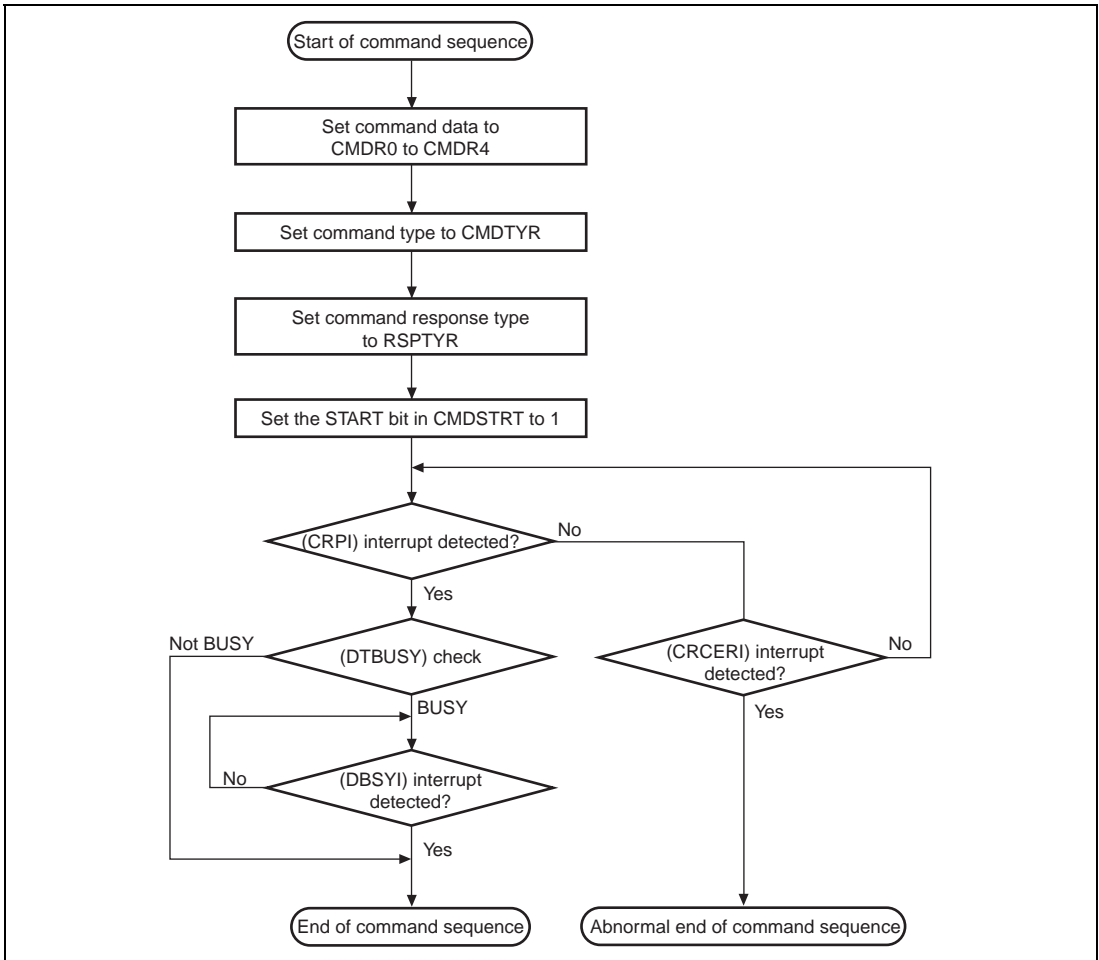 Start of command sequence
Set command data to
CMDR0 to CMDR4
Set command type to CMDTYR
Set command response type
to RSPTYR
Set the START bit in CMDSTRT to 1
(CRPI) interrupt detected?
No
Yes
Not BUSY
(DTBUSY) check
(CRCERI) interrupt
detected?
No
BUSY
Yes
No
(DBSYI) interrupt
detected?
Yes
End of command sequence
Abnormal end of command sequence